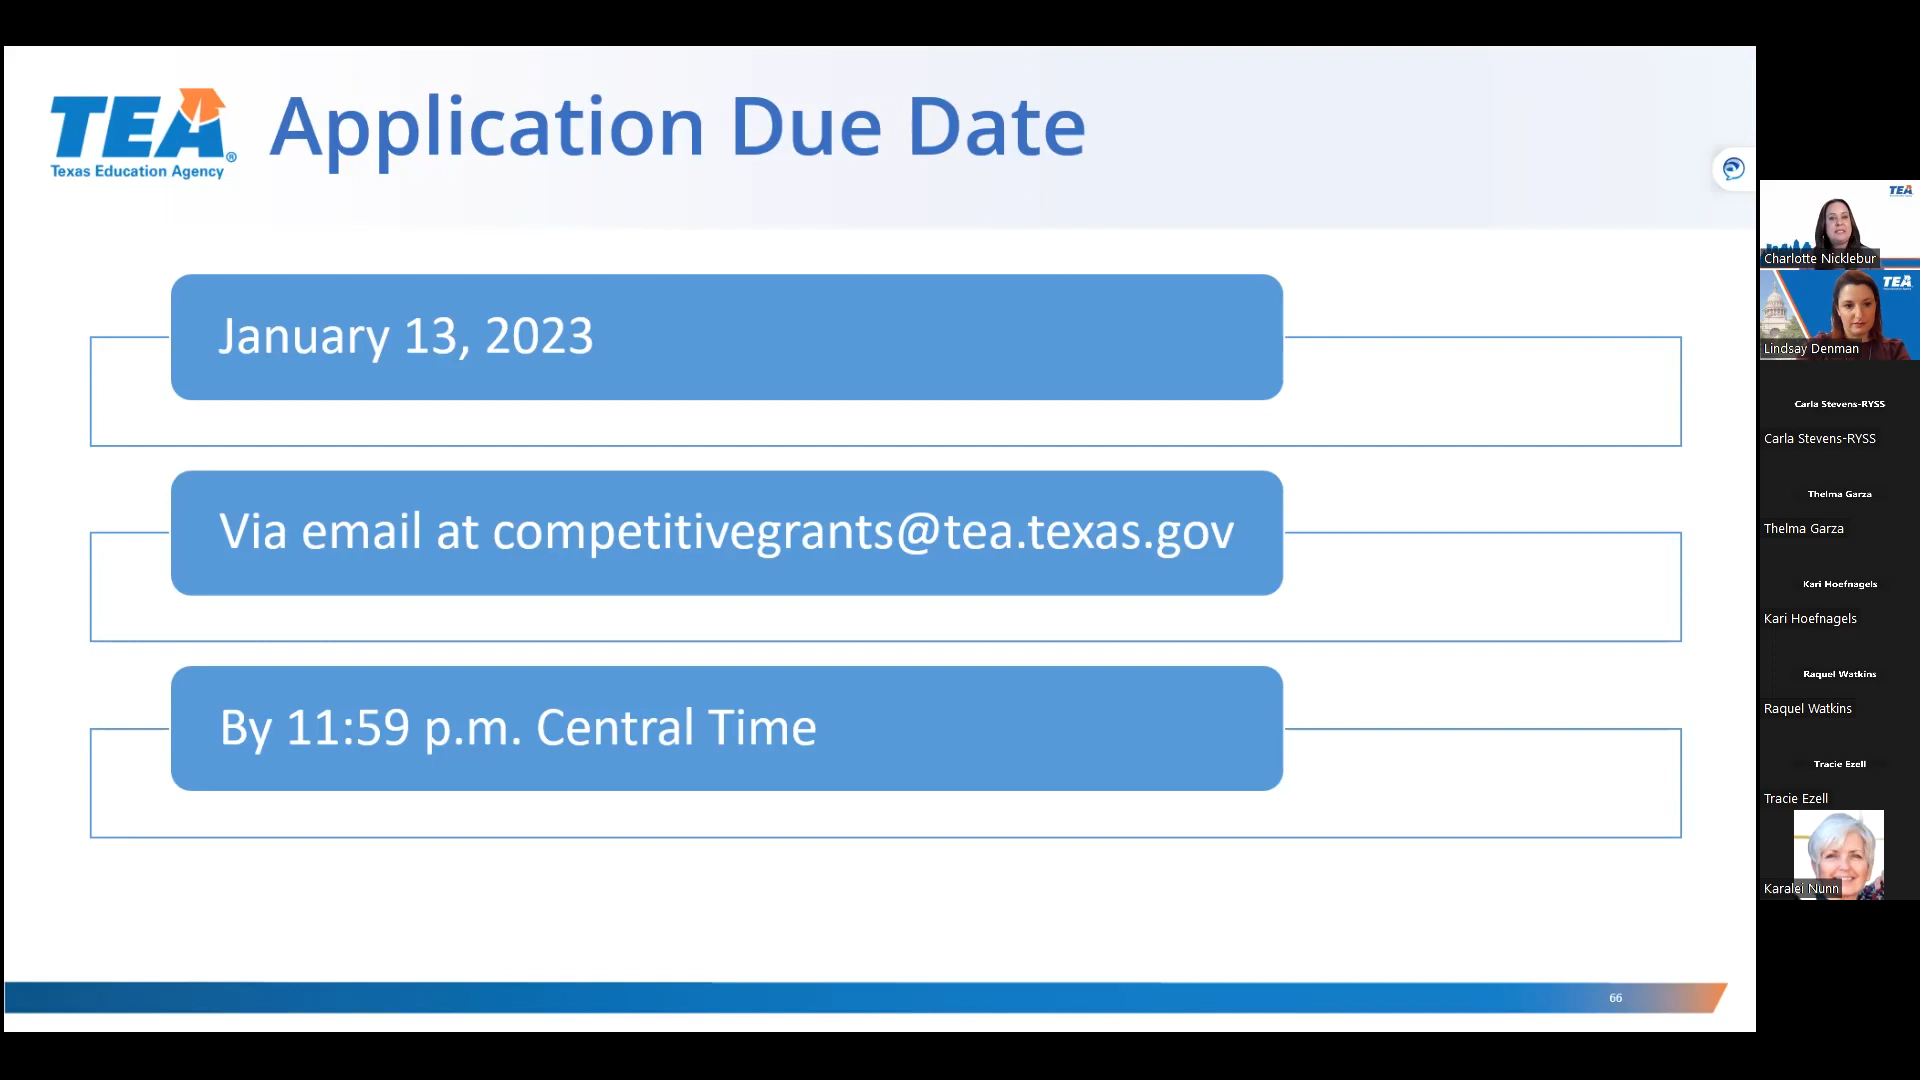 TEA
Texas Education Agency
Application Due Date
January 13, 2023
Via email at competitivegrants@tea.texas.gov
By 11:59 p.m. Central Time
66
TEA
Charlotte Nicklebur
TEA
Lindsay Denman
Carla Stevens-RYSS
Carla Stevens-RYSS
Thelma Garza
Thelma Garza
Kari Hoefnagels
Kari Hoefnagels
Raquel Watkins
Raquel Watkins
Tracie Ezell
Tracie Ezell
Karalei Nunn